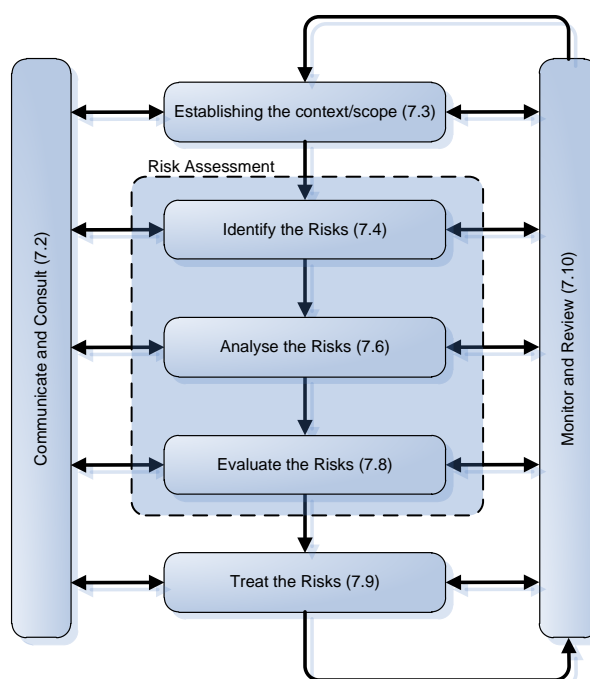 Establishing the context/scope (7.3)
Risk Assessment
Identify the Risks (7.4)
Communicate and Consult (7.2)
Monitor and Review (7.10)
Analyse the Risks (7.6)
Evaluate the Risks (7.8)
Treat the Risks (7.9)